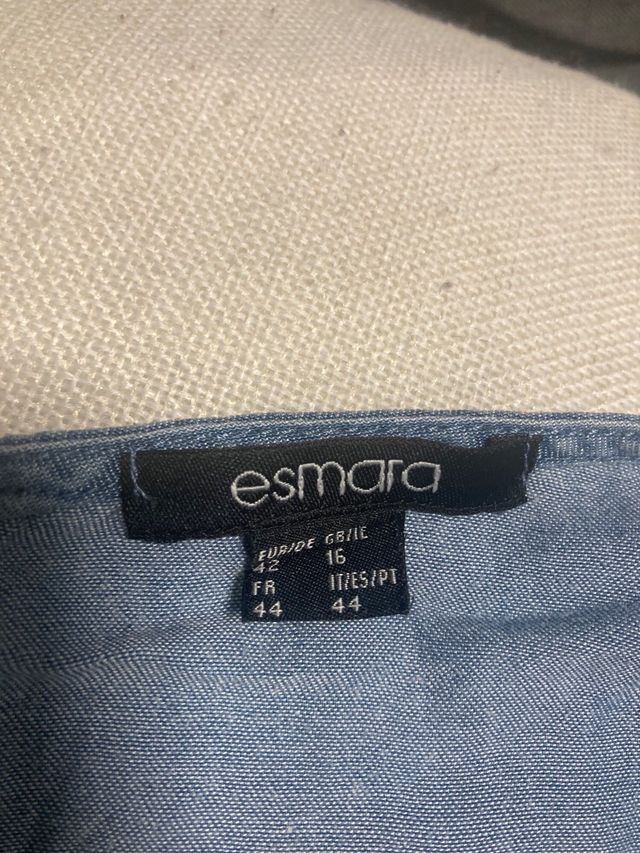 esmara
EUR/DE GB/IE
42 16
FR IT/ES/PT
44 44